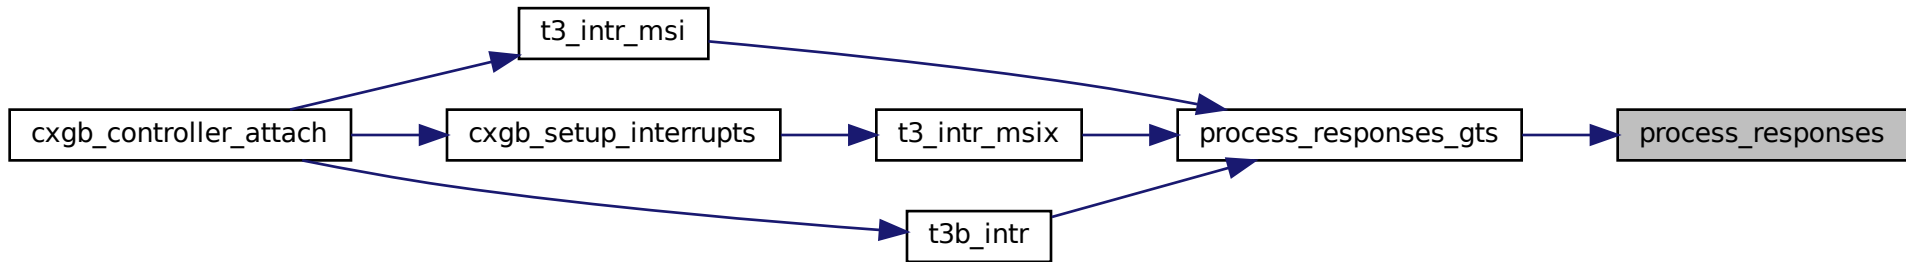 t3_intr_msi
cxgb_controller_attach
cxgb_setup_interrupts
t3_intr_msix
process_responses_gts
process_responses
t3b_intr